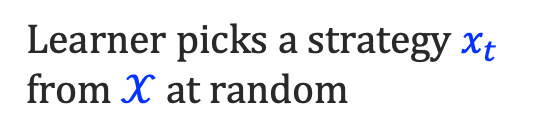 Learner picks a strategy 𝑥ₜ
from 𝒳 at random